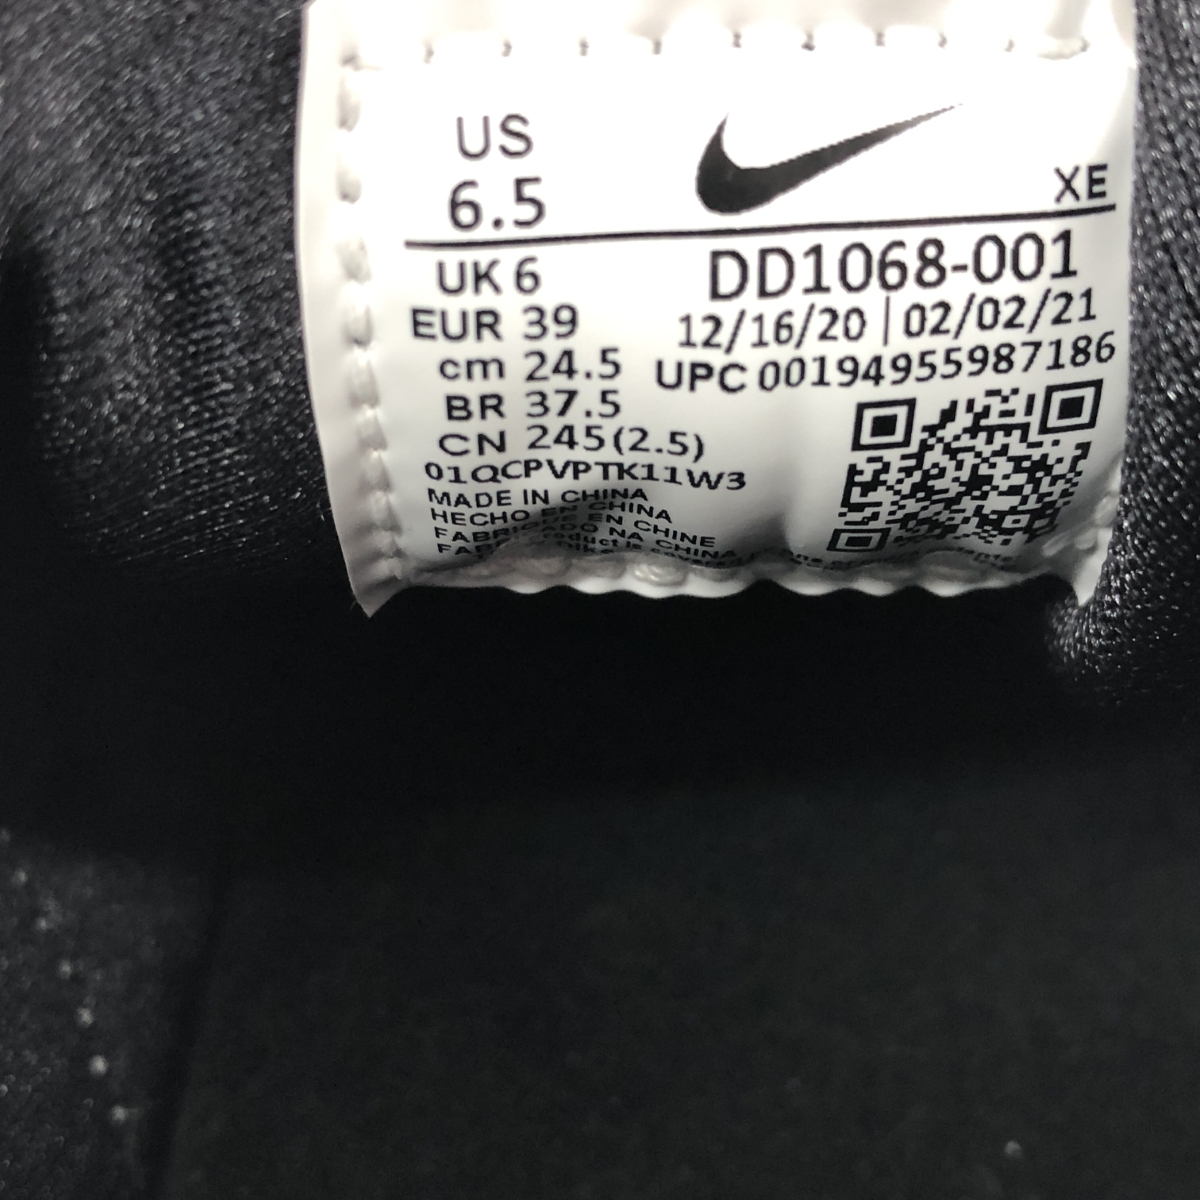 US
6.5
XE
UK 6
EUR 39
cm 24.5
BR 37.5
CN 245(2.5)
DD1068-001
12/16/20 | 02/02/21
UPC 00194955987186
01QCPVPTK11W3
MADE IN CHINA
HECHO EN CHINA
FABRIQUE EN CHINE
FABRICADO NA CHINA